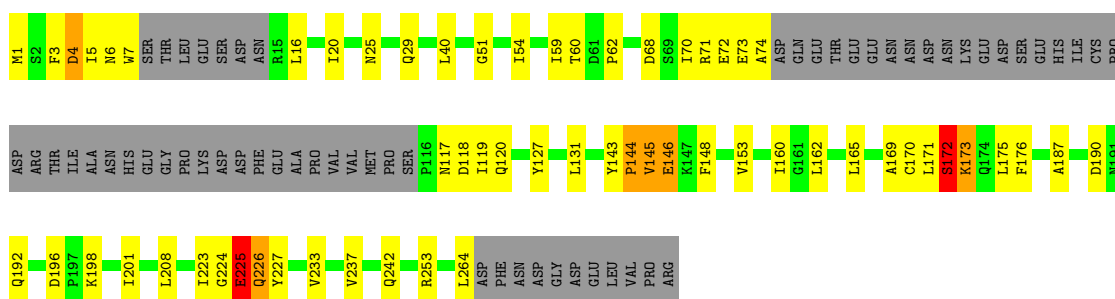 M1 S2 F3 D4 I5 N6 W7 SER THR LEU GLU SER ASP ASN R15 L16 I20 N25 Q29 L40 G51 I54 I59 T60 D61 P62 D68 S69 I70 R71 E72 E73 A74 ASP GLN GLU THR GLU GLU ASN ASN ASP ASN LYS GLU ASP SER GLU HIS ILE CYS PRO
ASP ARG THR ILE ALA ASN HIS GLU GLY PRO LYS ASP ASP PHE GLU ALA PRO VAL VAL MET PRO SER P116 N117 D118 I119 Q120 Y127 L131 Y143 P144 V145 E146 K147 F148 V153 I160 G161 L162 L165 A169 C170 L171 S172 K173 Q174 L175 F176 A187 D190 N191
Q192 D196 P197 K198 I201 L208 I223 G224 E225 Q226 Y227 V233 V237 Q242 R253 L264 ASP PHE ASN ASP GLY ASP GLU LEU VAL PRO ARG